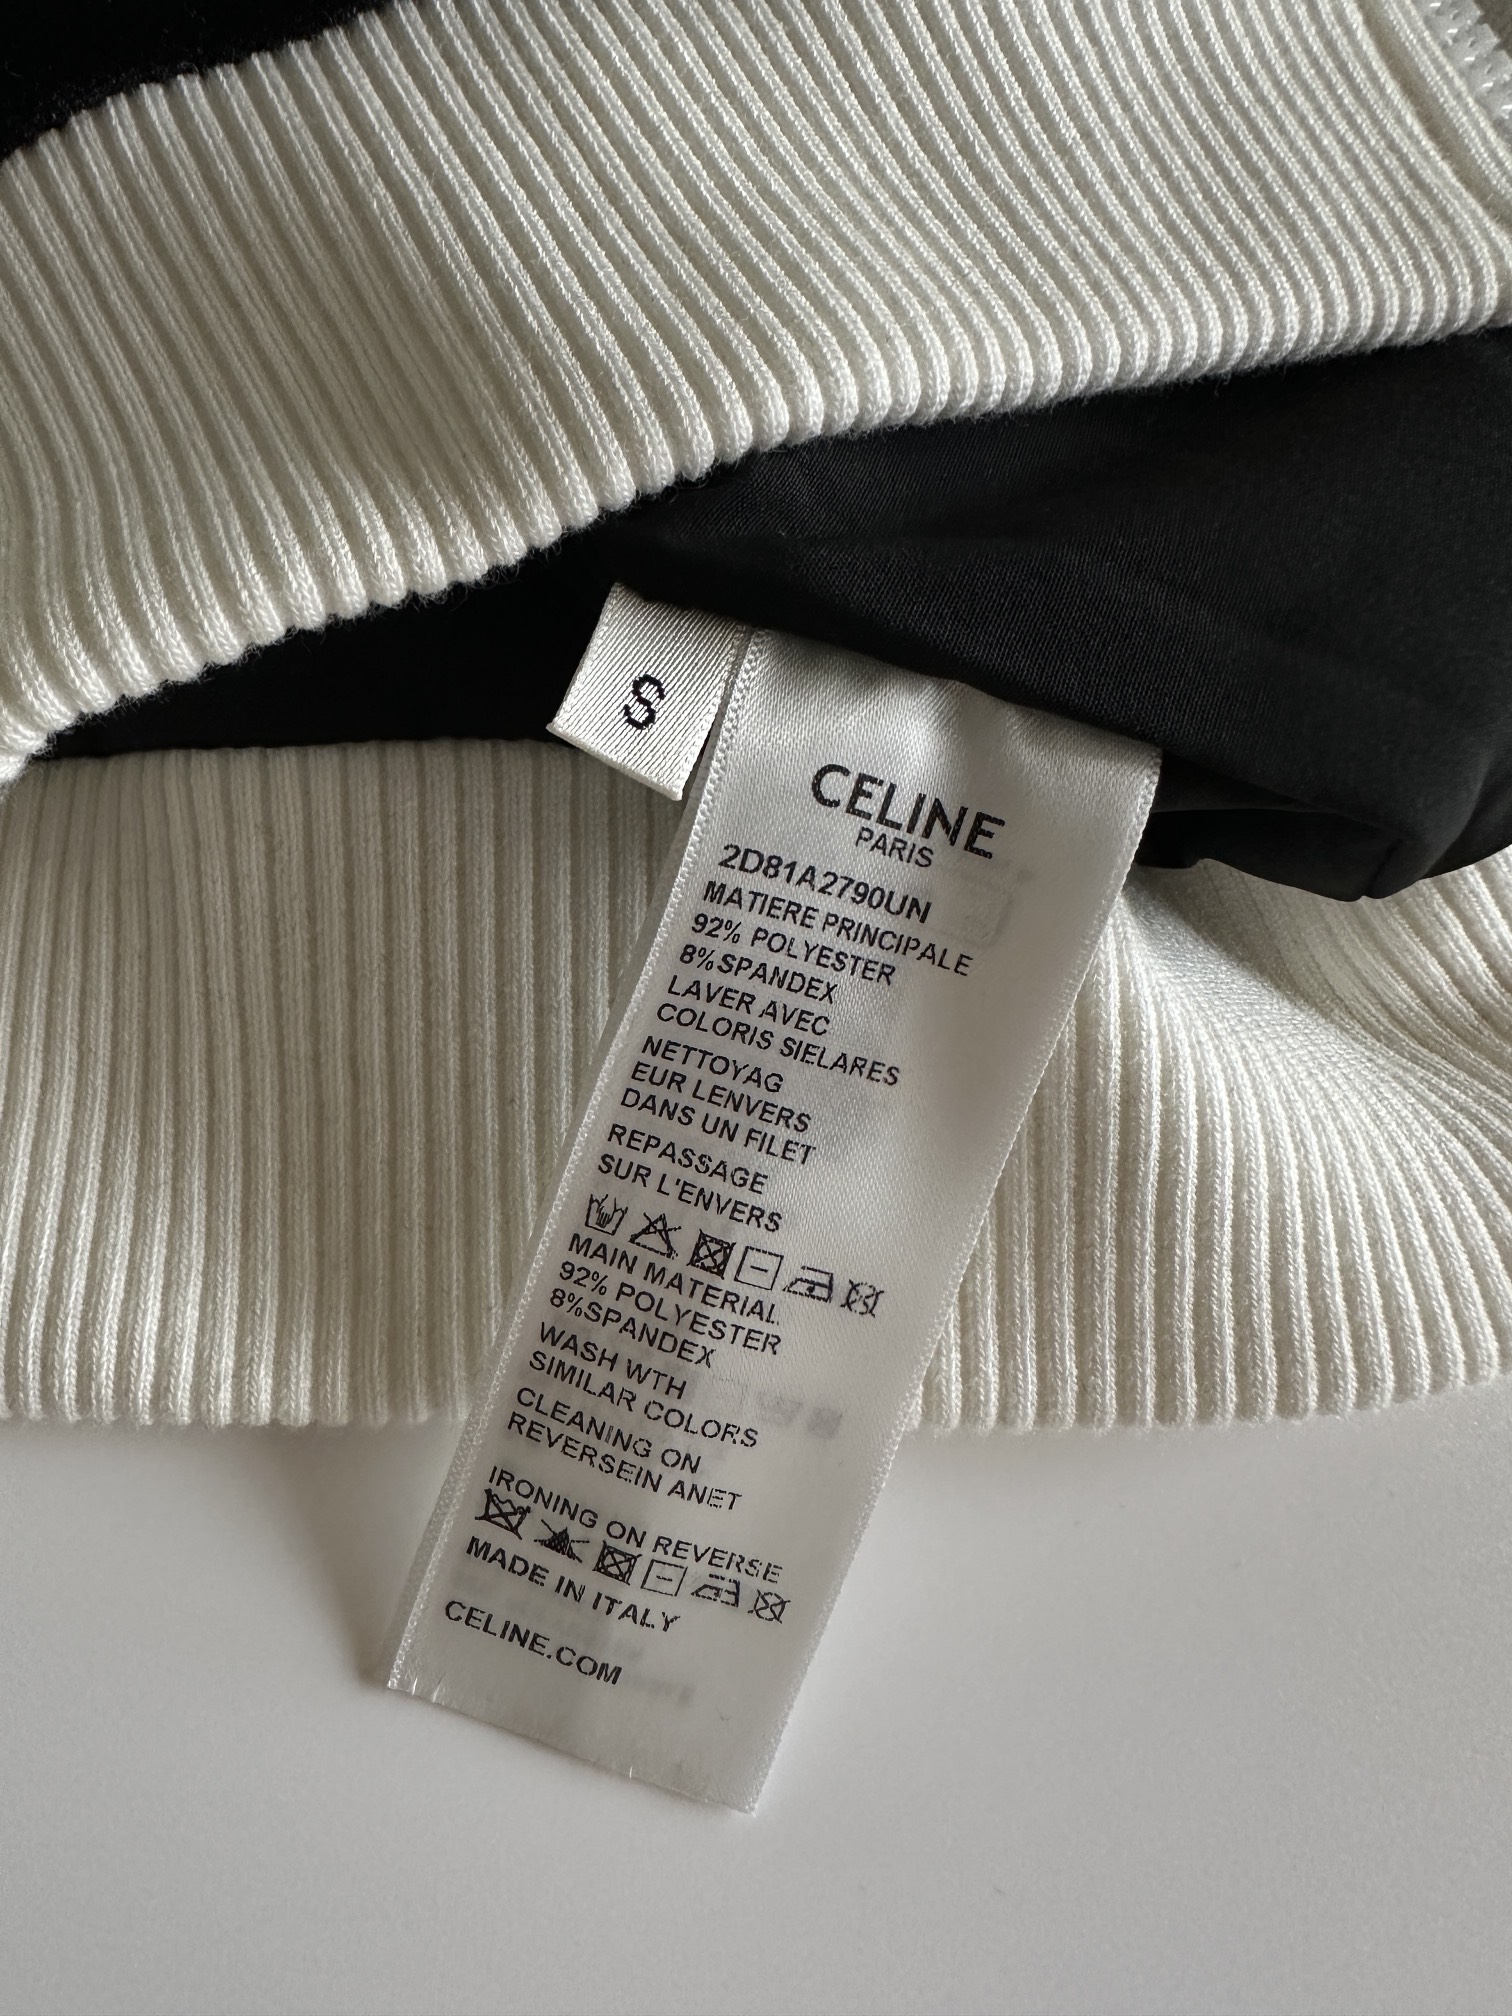 S
CELINE
PARIS
2D81A2790UN
MATIERE PRINCIPALE
92% POLYESTER
8%SPANDEX
LAVER AVEC
COLORIS SIELARES
NETTOYAG
EUR LENVERS
DANS UN FILET
REPASSAGE
SUR L'ENVERS
MAIN MATERIAL
92% POLYESTER
8%SPANDEX
WASH WTH
SIMILAR COLORS
CLEANING ON
REVERSEIN ANET
IRONING ON REVERSE
MADE IN ITALY
CELINE.COM